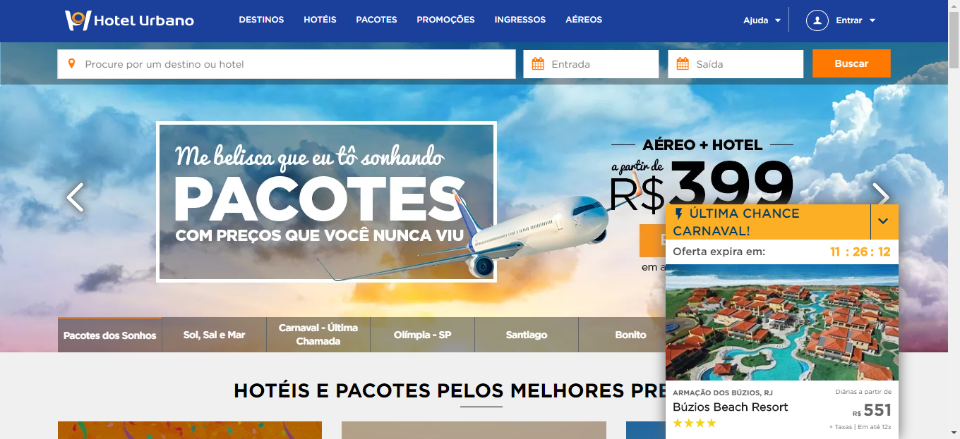 Hotel Urbano
DESTINOS HOTÉIS PACOTES PROMOÇÕES INGRESSOS AÉREOS
Ajuda Entrar
Procure por um destino ou hotel
Entrada
Saída
Buscar
Me belisca que eu tô sonhando
PACOTES
COM PREÇOS QUE VOCÊ NUNCA VIU
AÉREO + HOTEL
a partir de
R$399
em a
ÚLTIMA CHANCE
CARNAVAL!
Oferta expira em: 11 : 26 : 12
Pacotes dos Sonhos
Sol, Sal e Mar
Carnaval - Última
Chamada
Olímpia - SP
Santiago
Bonito
HOTÉIS E PACOTES PELOS MELHORES PRE
ARMAÇÃO DOS BÚZIOS, RJ
Búzios Beach Resort
Diárias a partir de
R$ 551
+ Taxas | Em até 12x